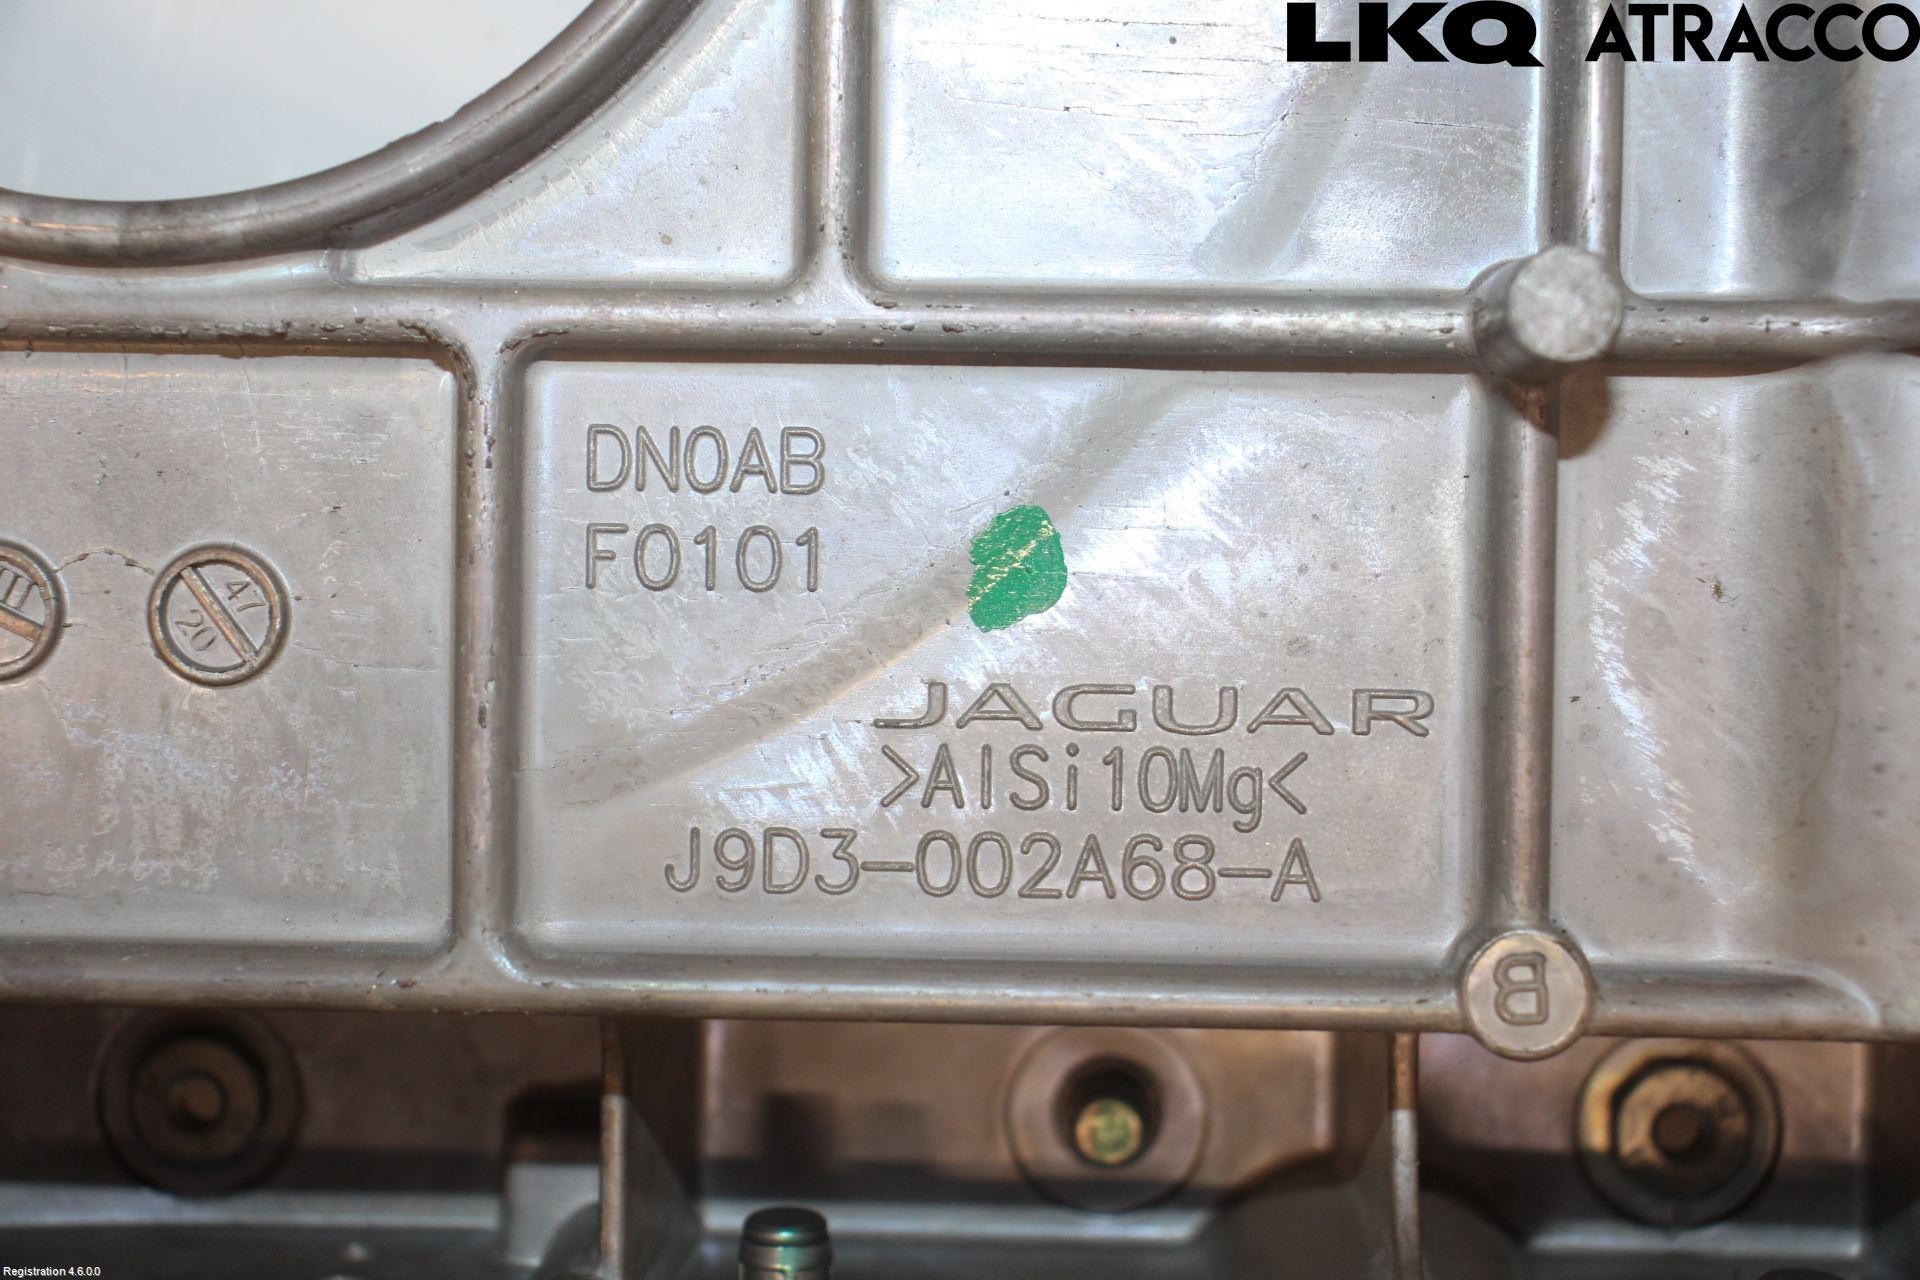 LKQ ATRACCO
DN0AB
F0101
47
20
JAGUAR
>AlSi10Mg<
J9D3-002A68-A
B
Registration 4.6.0.0